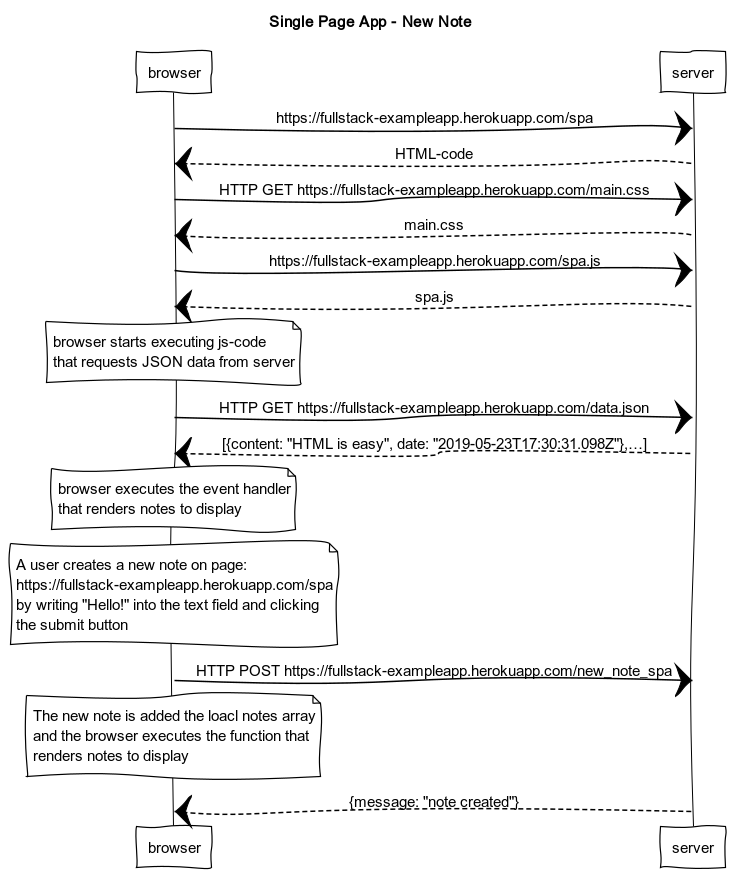 Single Page App - New Note
browser
server
https://fullstack-exampleapp.herokuapp.com/spa
HTML-code
HTTP GET https://fullstack-exampleapp.herokuapp.com/main.css
main.css
https://fullstack-exampleapp.herokuapp.com/spa.js
spa.js
browser starts executing js-code
that requests JSON data from server
HTTP GET https://fullstack-exampleapp.herokuapp.com/data.json
[{content: "HTML is easy", date: "2019-05-23T17:30:31.098Z"},...]
browser executes the event handler
that renders notes to display
A user creates a new note on page:
https://fullstack-exampleapp.herokuapp.com/spa
by writing "Hello!" into the text field and clicking
the submit button
HTTP POST https://fullstack-exampleapp.herokuapp.com/new_note_spa
The new note is added the loacl notes array
and the browser executes the function that
renders notes to display
{message: "note created"}
browser
server